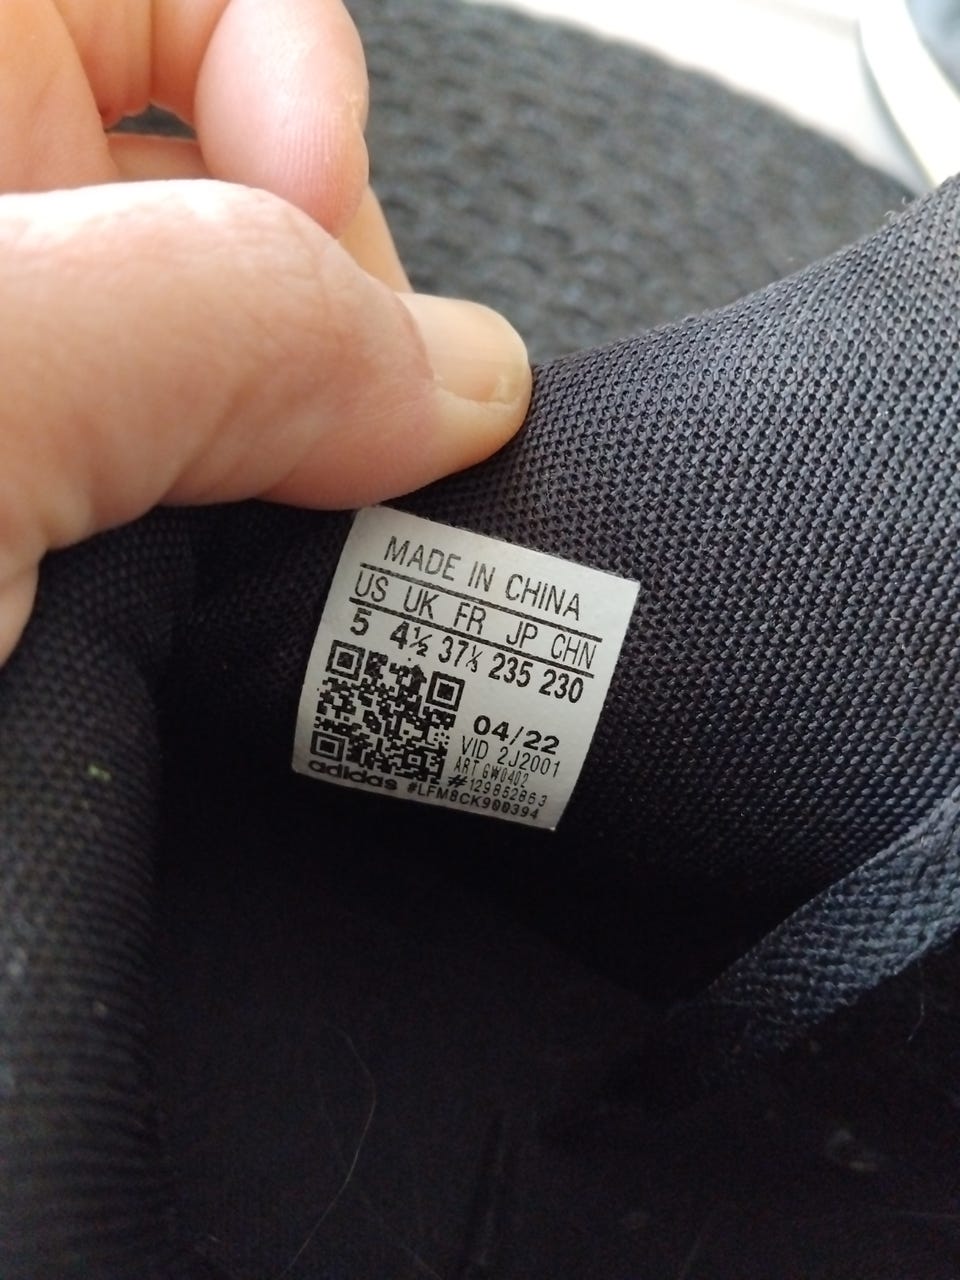 MADE IN CHINA
US UK FR JP CHN
5 4½ 37⅓ 235 230
04/22
VID 2J2001
ART GW0402
#129852863
adidas #LFM8CK900394